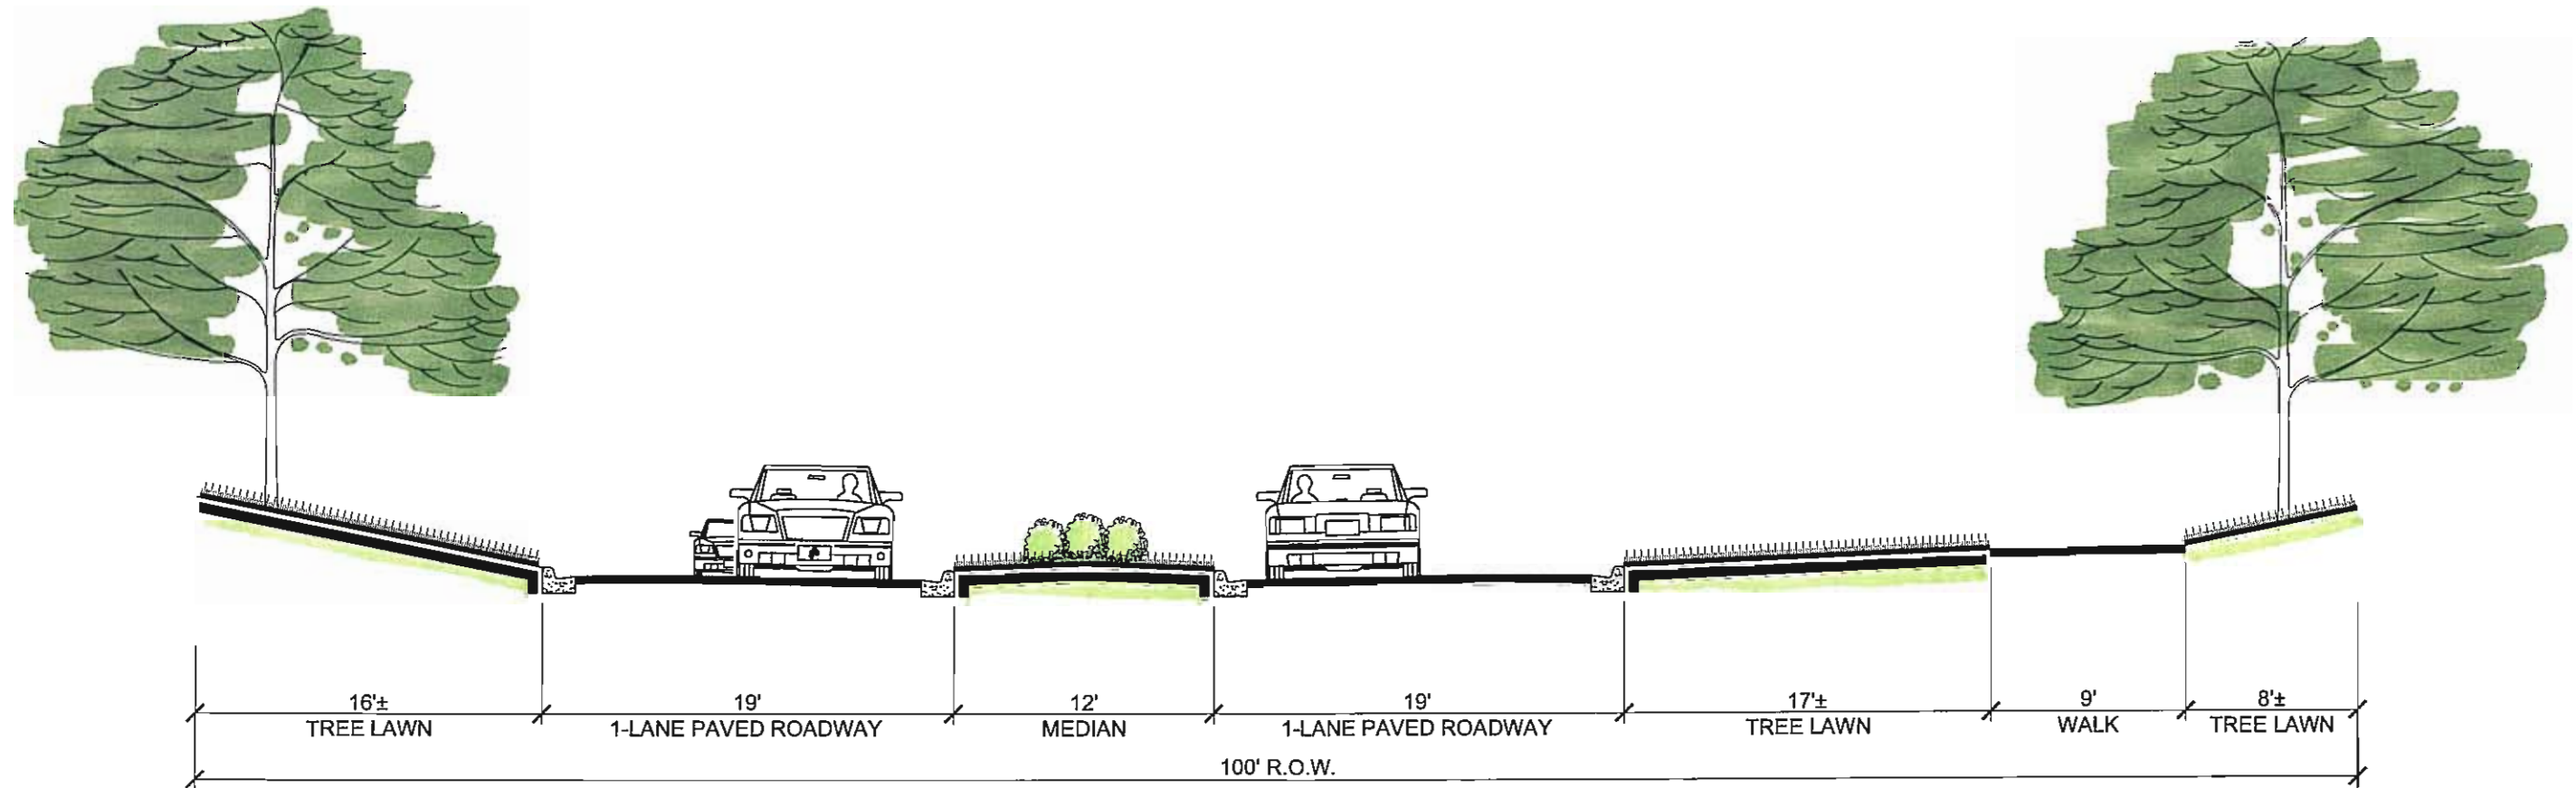 16'±
TREE LAWN
19'
1-LANE PAVED ROADWAY
12'
MEDIAN
19'
1-LANE PAVED ROADWAY
17'±
TREE LAWN
9'
WALK
8'±
TREE LAWN
100' R.O.W.